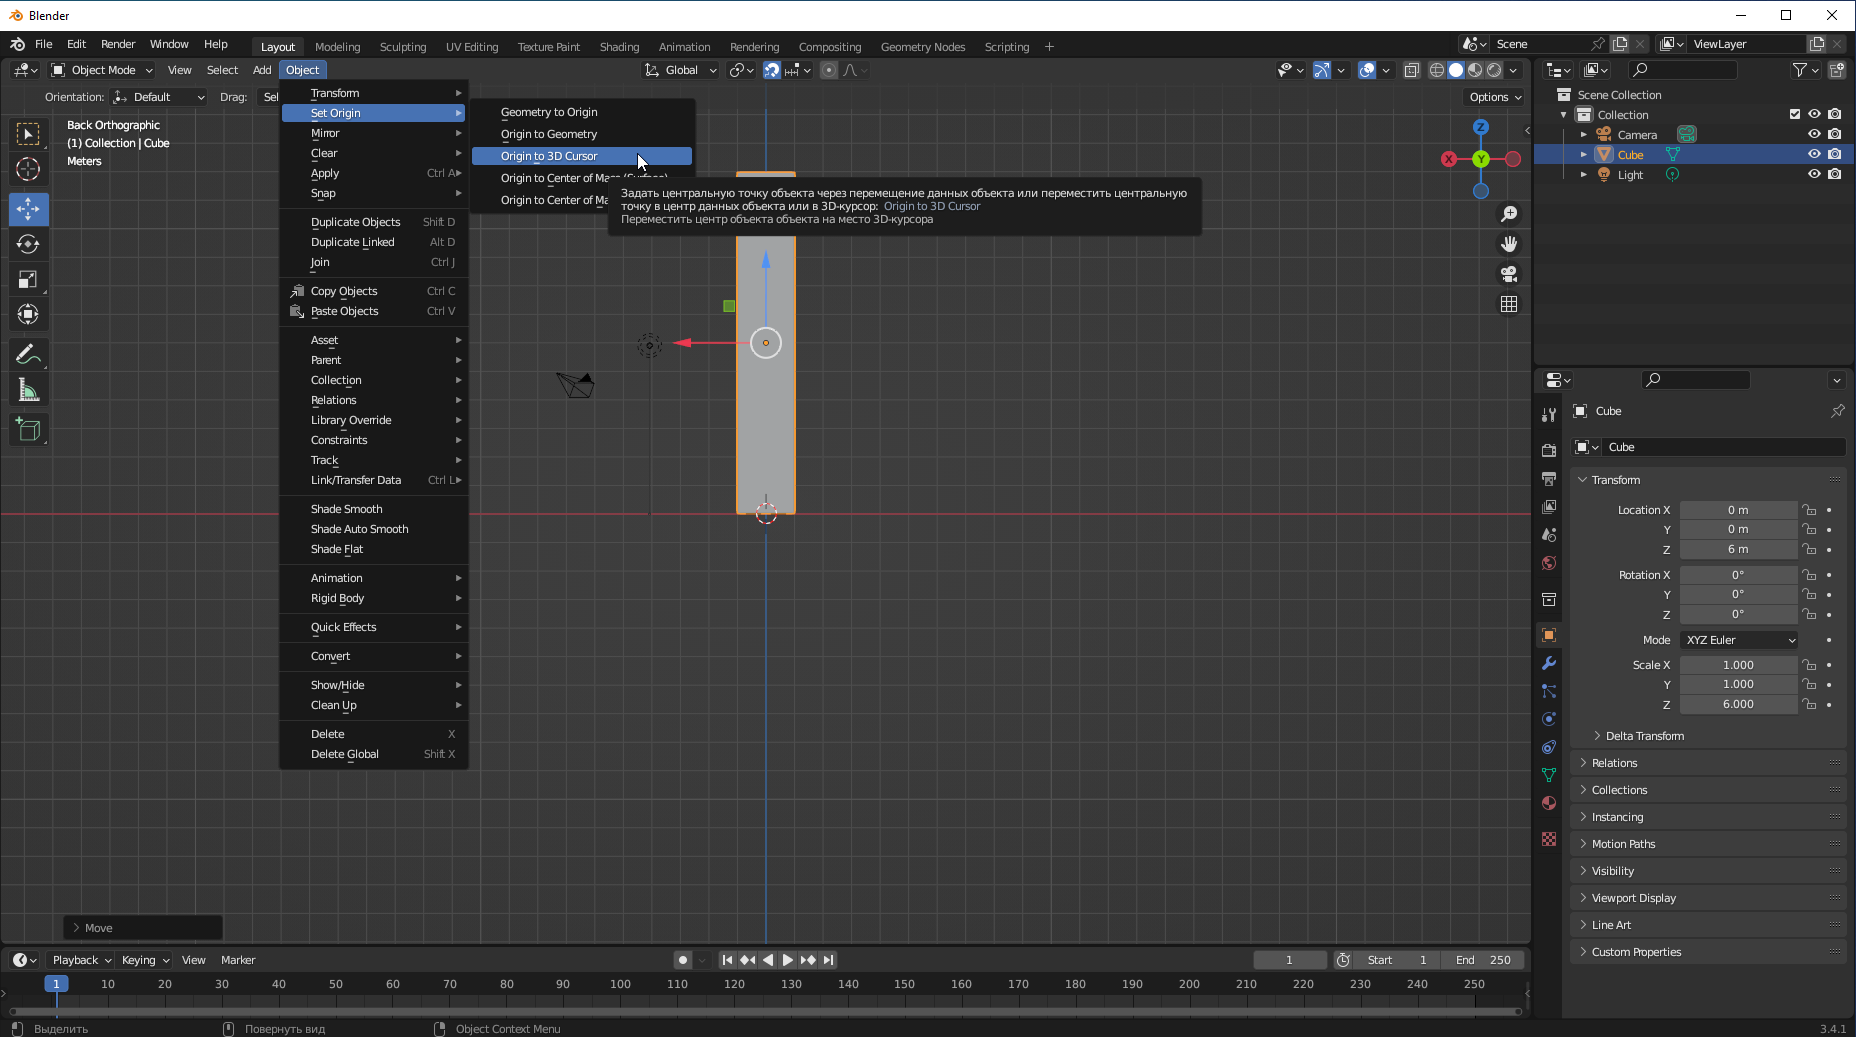 Blender
File Edit Render Window Help Layout Modeling Sculpting UV Editing Texture Paint Shading Animation Rendering Compositing Geometry Nodes Scripting + Scene ViewLayer
Object Mode View Select Add Object Global
Orientation: Default Drag: Sel Options
Back Orthographic
(1) Collection | Cube
Meters
Transform
Set Origin
Mirror
Clear
Apply Ctrl A
Snap
Duplicate Objects Shift D
Duplicate Linked Alt D
Join Ctrl J
Copy Objects Ctrl C
Paste Objects Ctrl V
Asset
Parent
Collection
Relations
Library Override
Constraints
Track
Link/Transfer Data Ctrl L
Shade Smooth
Shade Auto Smooth
Shade Flat
Animation
Rigid Body
Quick Effects
Convert
Show/Hide
Clean Up
Delete X
Delete Global Shift X
Geometry to Origin
Origin to Geometry
Origin to 3D Cursor
Origin to Center of Mass (Surface)
Origin to Center of Ma
Задать центральную точку объекта через перемещение данных объекта или переместить центральную
точку в центр данных объекта или в 3D-курсор: Origin to 3D Cursor
Переместить центр объекта объекта на место 3D-курсора
Z
X Y
Scene Collection
Collection
Camera
Cube
Light
Cube
Cube
Transform
Location X 0 m
Y 0 m
Z 6 m
Rotation X 0°
Y 0°
Z 0°
Mode XYZ Euler
Scale X 1.000
Y 1.000
Z 6.000
Delta Transform
Relations
Collections
Instancing
Motion Paths
Visibility
Viewport Display
Line Art
Custom Properties
Move
Playback Keying View Marker 1 Start 1 End 250
1 10 20 30 40 50 60 70 80 90 100 110 120 130 140 150 160 170 180 190 200 210 220 230 240 250
Выделить Повернуть вид Object Context Menu 3.4.1